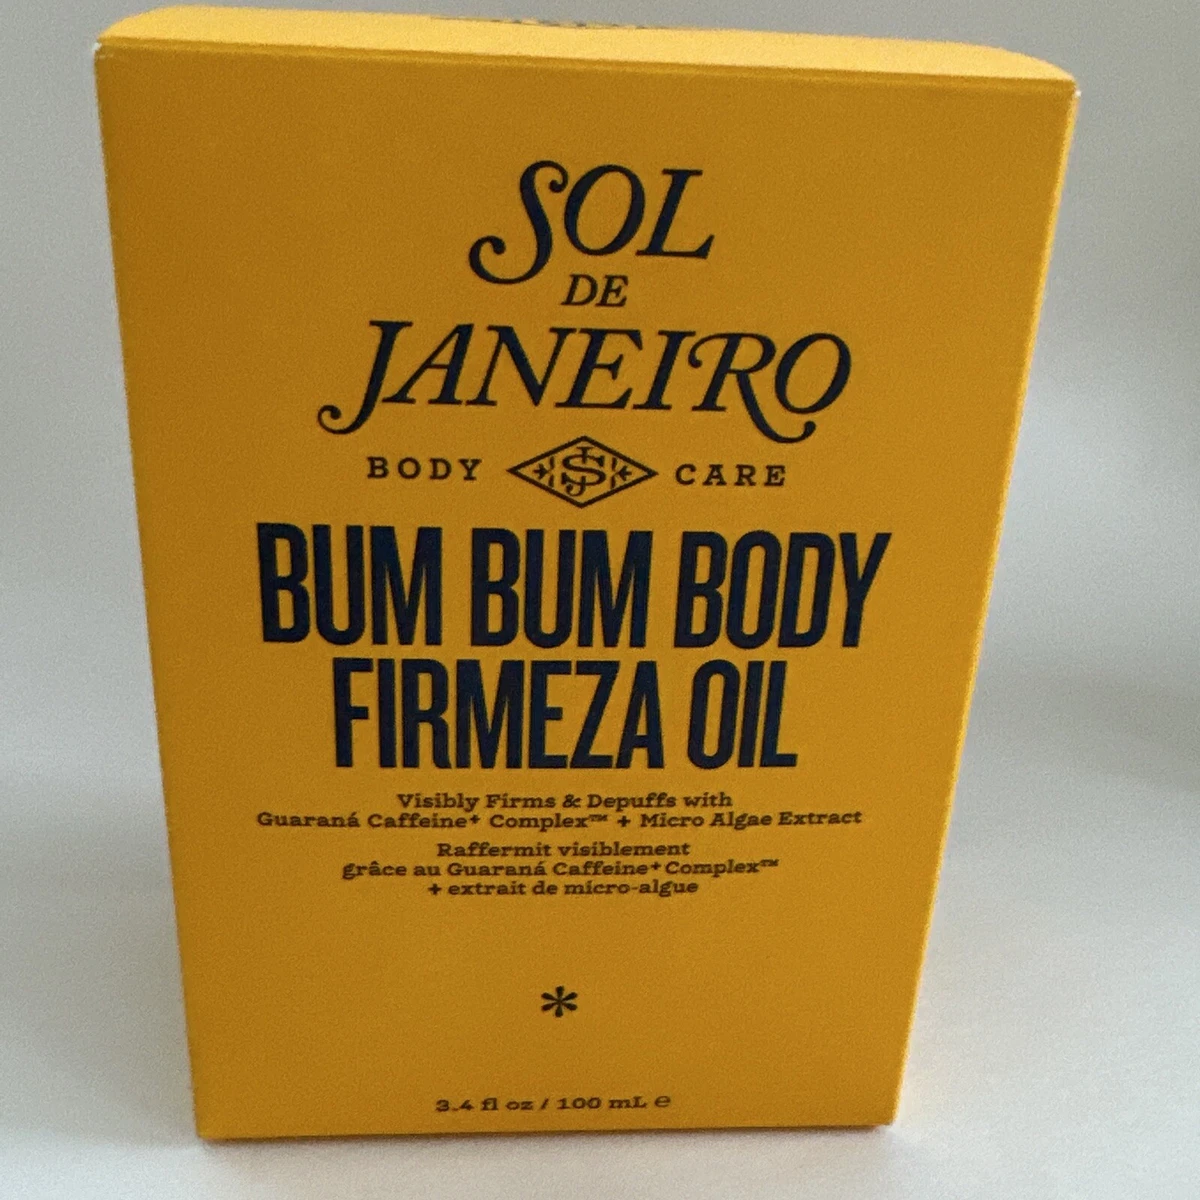 SOL
DE
JANEIRO
BODY CARE
BUM BUM BODY
FIRMEZA OIL
Visibly Firms & Depuffs with
Guaraná Caffeine⁺ Complex™ + Micro Algae Extract
Raffermit visiblement
grâce au Guaraná Caffeine⁺ Complex™
+ extrait de micro-algue
*
3.4 fl oz / 100 mL ℮